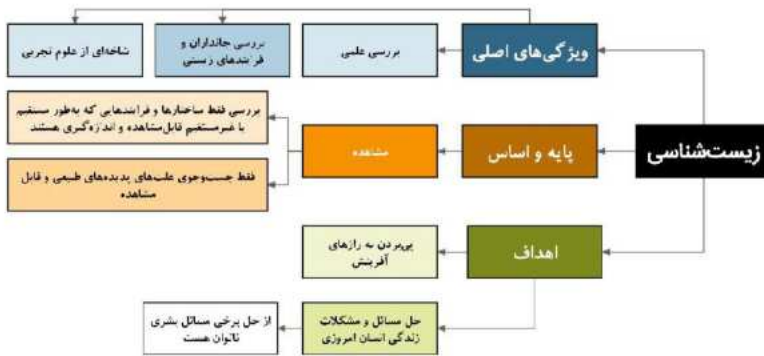 زیست‌شناسی
ویژگی‌های اصلی
بررسی علمی
بررسی جانداران و
فرایندهای زیستی
شاخه‌ای از علوم تجربی
پایه و اساس
مشاهده
بررسی فقط ساختارها و فرایندهایی که به‌طور مستقیم
یا غیرمستقیم قابل‌مشاهده و اندازه‌گیری هستند
فقط جست‌وجوی علت‌های پدیده‌های طبیعی و قابل
مشاهده
اهداف
پی‌بردن به رازهای
آفرینش
حل مسائل و مشکلات
زندگی انسان امروزی
از حل برخی مسائل بشری
ناتوان هست